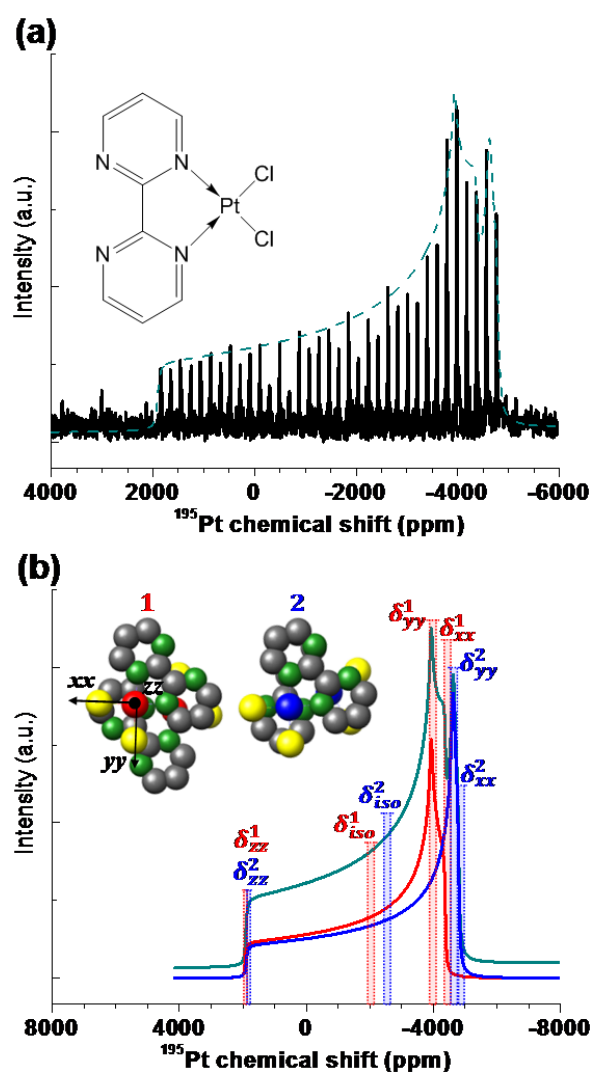 (a)
Intensity (a.u.)
N
N
N
N
Pt
Cl
Cl
4000 2000 0 -2000 -4000 -6000
¹⁹⁵Pt chemical shift (ppm)
(b)
Intensity (a.u.)
1
2
xx
zz
yy
δ¹yy
δ¹xx
δ²yy
δ²xx
δ²iso
δ¹iso
δ¹zz
δ²zz
8000 4000 0 -4000 -8000
¹⁹⁵Pt chemical shift (ppm)